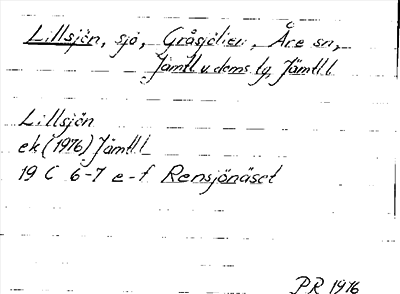 Lillsjön, sjö, Gråsjölien, Åre sn,
Jämtl. v. doms. tg, Jämtl. l
Lillsjön
ek (1976) Jämtl. l
19 C 6-7 e-f Rensjönäset
PR 1976